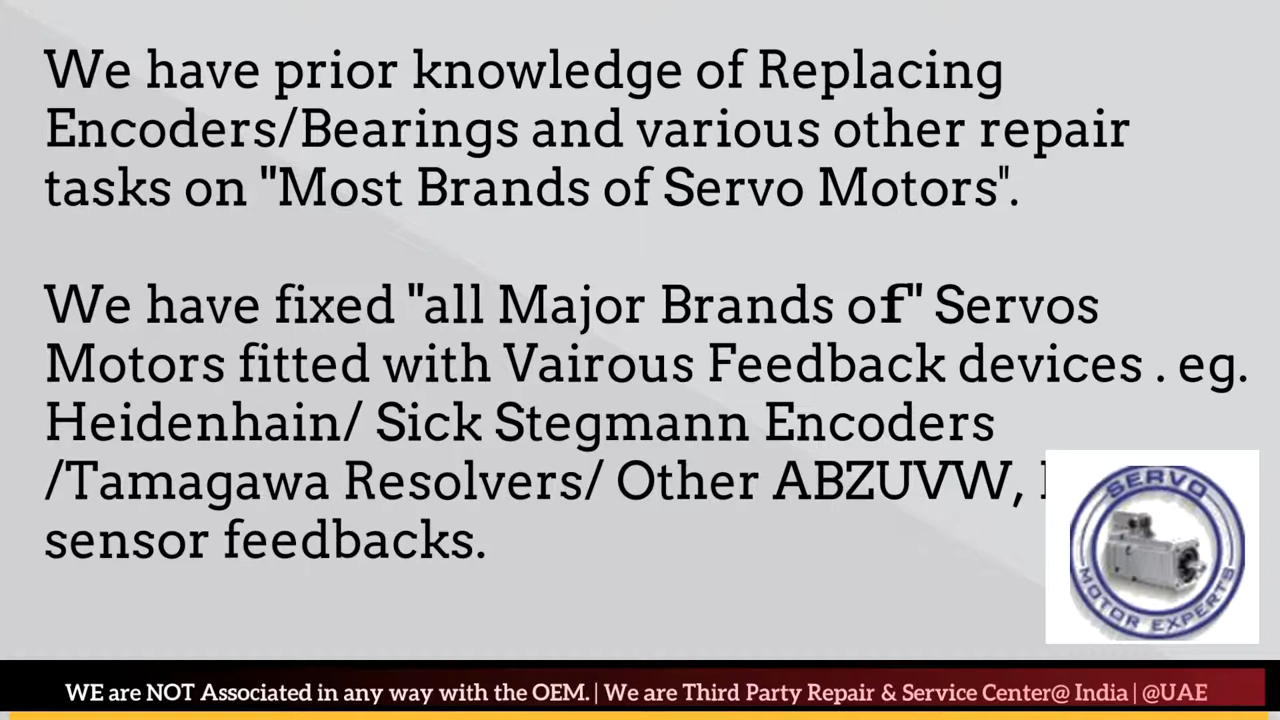 We have prior knowledge of Replacing
Encoders/Bearings and various other repair
tasks on "Most Brands of Servo Motors".
We have fixed "all Major Brands of" Servos
Motors fitted with Vairous Feedback devices . eg.
Heidenhain/ Sick Stegmann Encoders
/Tamagawa Resolvers/ Other ABZUVW,
sensor feedbacks.
SERVO
MOTOR EXPERTS
WE are NOT Associated in any way with the OEM. | We are Third Party Repair & Service Center@ India | @UAE